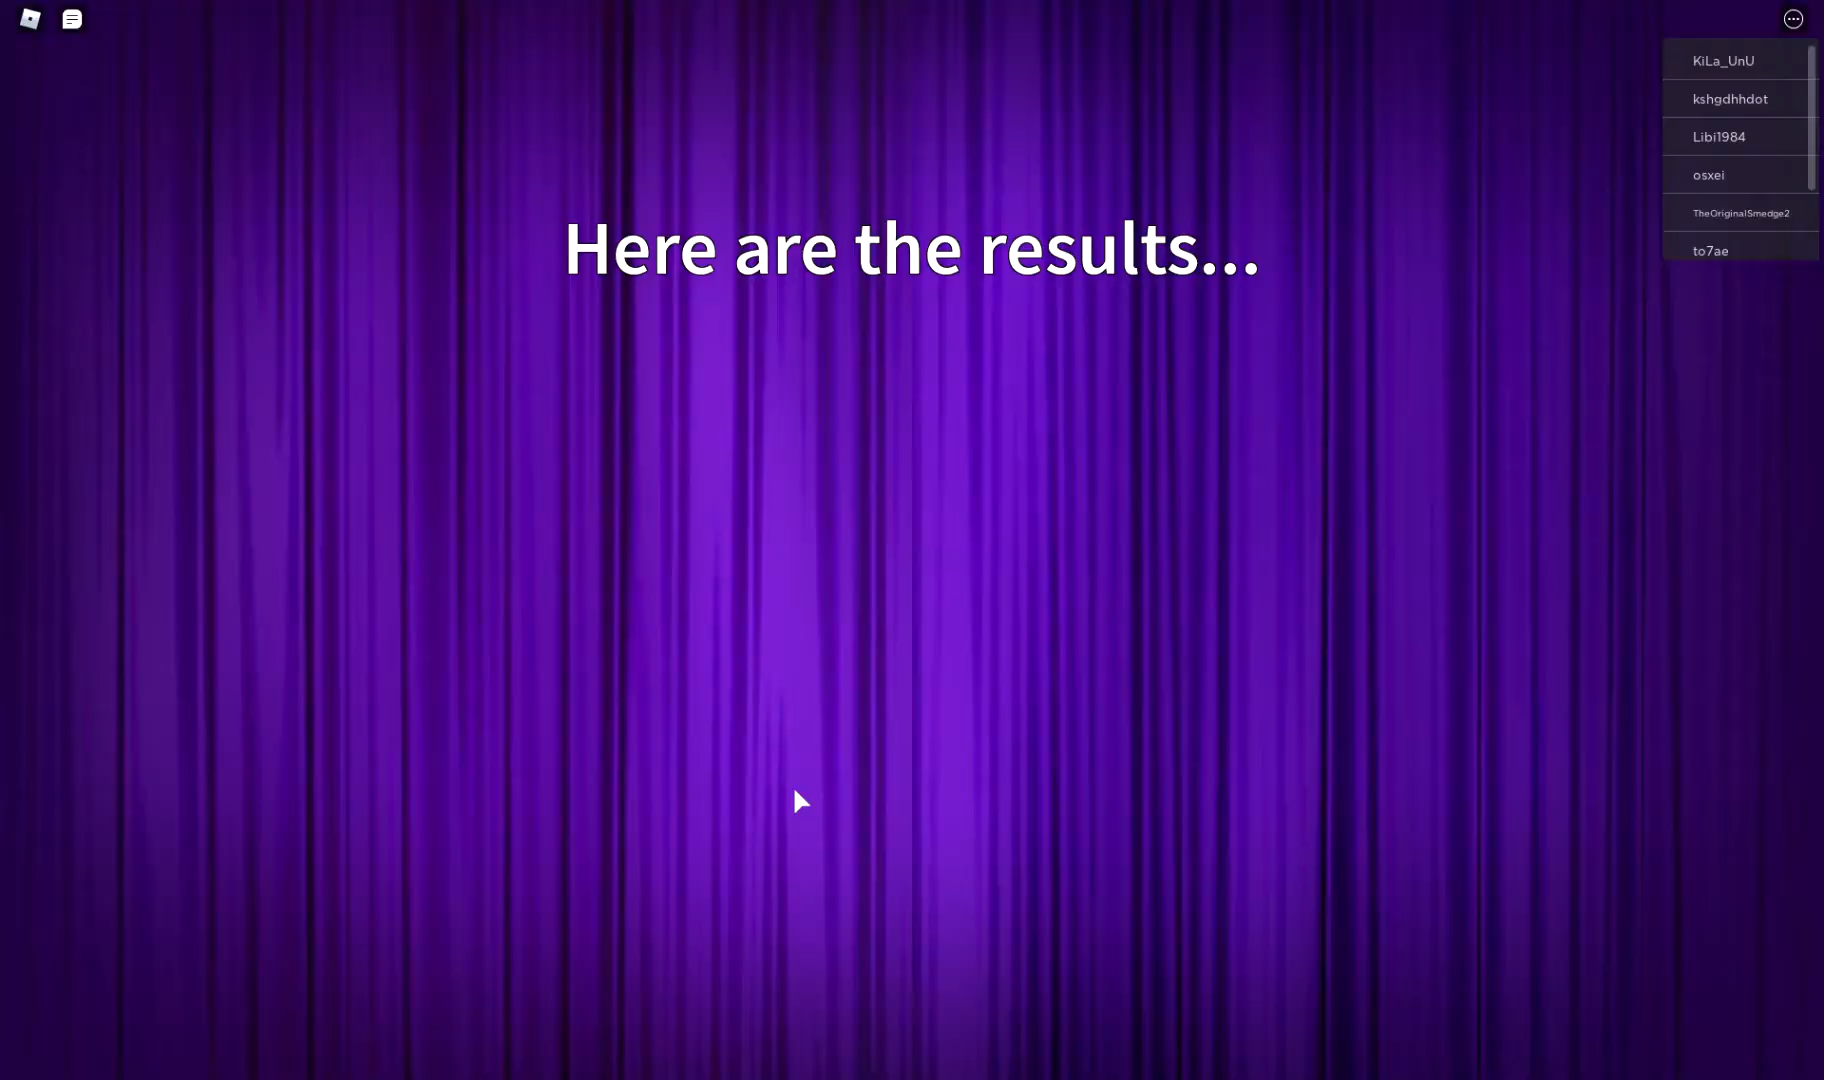 KiLa_UnU
kshgdhhdot
Libi1984
osxei
TheOriginalSmedge2
to7ae
Here are the results...